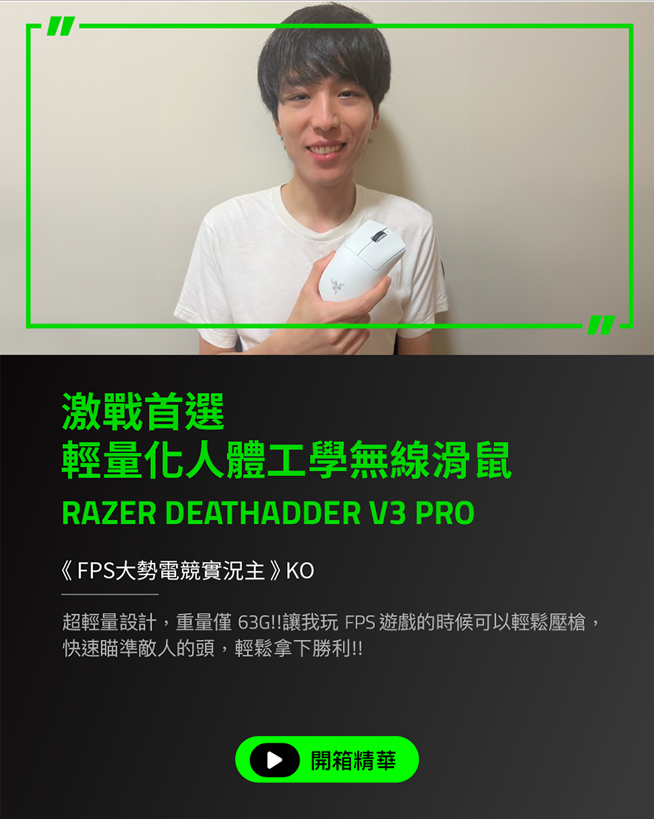 激戰首選
輕量化人體工學無線滑鼠
RAZER DEATHADDER V3 PRO
《FPS大勢電競實況主》KO
超輕量設計，重量僅 63G!!讓我玩 FPS 遊戲的時候可以輕鬆壓槍，
快速瞄準敵人的頭，輕鬆拿下勝利!!
開箱精華